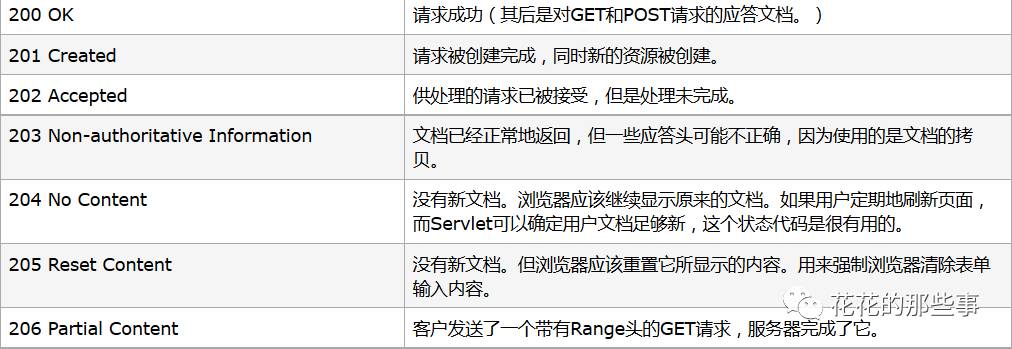 200 OK 请求成功（其后是对GET和POST请求的应答文档。）
201 Created 请求被创建完成，同时新的资源被创建。
202 Accepted 供处理的请求已被接受，但是处理未完成。
203 Non-authoritative Information 文档已经正常地返回，但一些应答头可能不正确，因为使用的是文档的拷
贝。
204 No Content 没有新文档。浏览器应该继续显示原来的文档。如果用户定期地刷新页面，
而Servlet可以确定用户文档足够新，这个状态代码是很有用的。
205 Reset Content 没有新文档。但浏览器应该重置它所显示的内容。用来强制浏览器清除表单
输入内容。
花花的那些事
206 Partial Content 客户发送了一个带有Range头的GET请求，服务器完成了它。